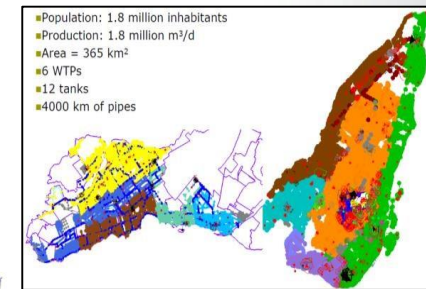 ▪Population: 1.8 million inhabitants
▪Production: 1.8 million m³/d
▪Area = 365 km²
▪6 WTPs
▪12 tanks
▪4000 km of pipes